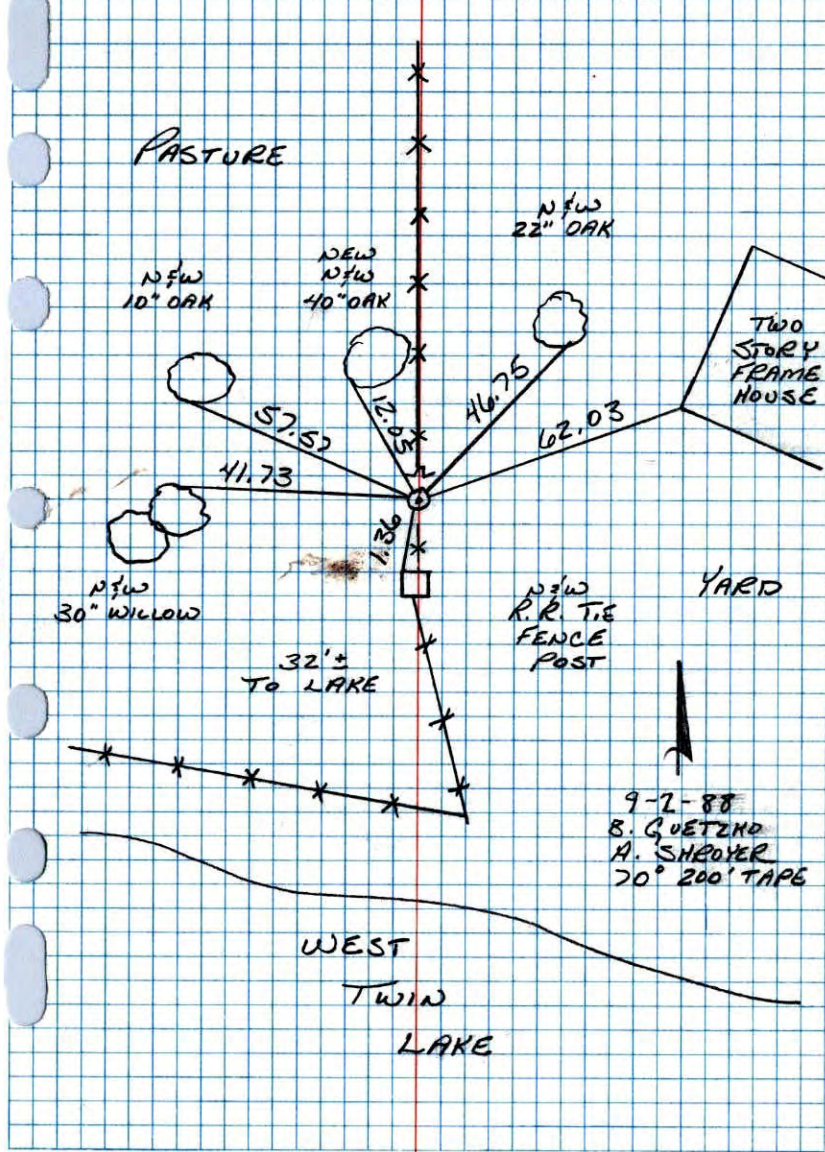 PASTURE
N&W
22" OAK
NEW
N&W
40" OAK
N&W
10" OAK
TWO
STORY
FRAME
HOUSE
46.75
12.05
57.57
62.03
41.73
1.36
N&W
30" WILLOW
N&W
R.R. TIE
FENCE
POST
YARD
32'±
TO LAKE
9-2-88
B. GUETZKO
A. SHROYER
70° 200' TAPE
WEST
TWIN
LAKE